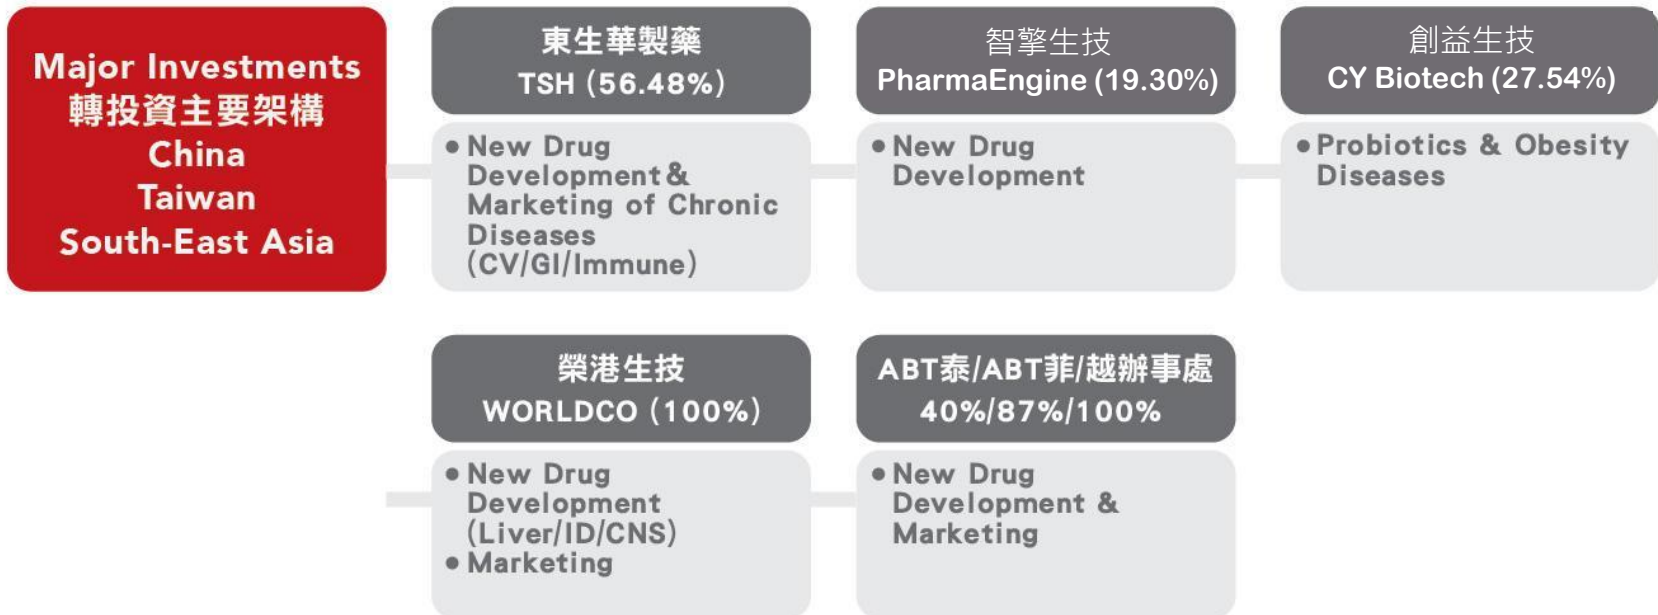 Major Investments
轉投資主要架構
China
Taiwan
South-East Asia
東生華製藥
TSH (56.48%)
• New Drug
Development &
Marketing of Chronic
Diseases
(CV/GI/Immune)
智擎生技
PharmaEngine (19.30%)
• New Drug
Development
創益生技
CY Biotech (27.54%)
• Probiotics & Obesity
Diseases
榮港生技
WORLDCO (100%)
• New Drug
Development
(Liver/ID/CNS)
• Marketing
ABT泰/ABT菲/越辦事處
40%/87%/100%
• New Drug
Development &
Marketing